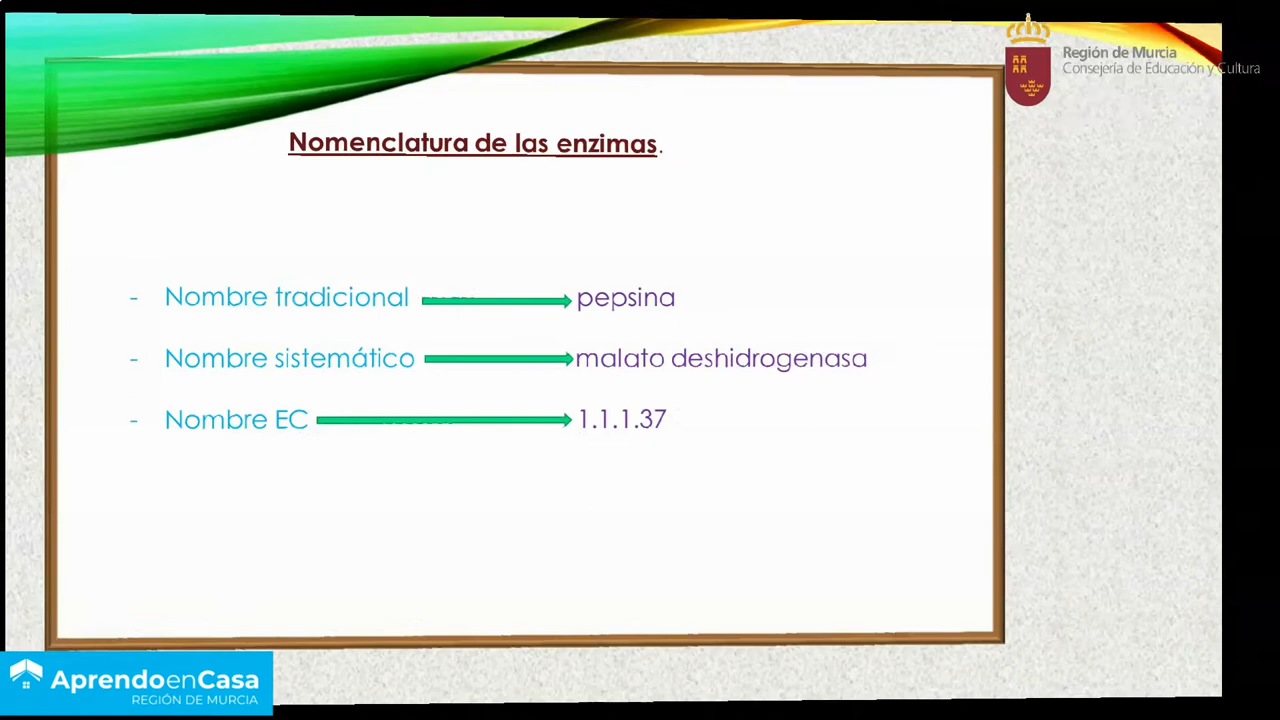 Región de Murcia
Consejería de Educación y Cultura
Nomenclatura de las enzimas.
- Nombre tradicional pepsina
- Nombre sistemático malato deshidrogenasa
- Nombre EC 1.1.1.37
AprendoenCasa
REGIÓN DE MURCIA